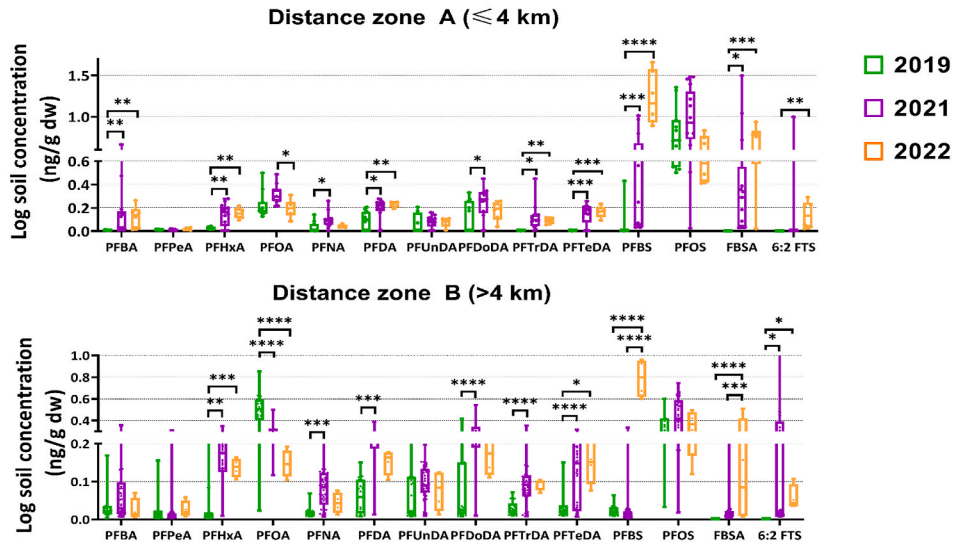 Distance zone A (≤ 4 km)
Log soil concentration
(ng/g dw)
1.5
1.0
0.6
0.4
0.2
0.0
** ** ** ** * * * ** * * ** *** *** *** **** * *** **
PFBA PFPeA PFHxA PFOA PFNA PFDA PFUnDA PFDoDA PFTrDA PFTeDA PFBS PFOS FBSA 6:2 FTS
2019
2021
2022
Distance zone B (>4 km)
Log soil concentration
(ng/g dw)
1.0
0.8
0.6
0.4
0.2
0.1
0.0
** *** **** **** *** *** **** **** **** * **** **** *** **** * *
PFBA PFPeA PFHxA PFOA PFNA PFDA PFUnDA PFDoDA PFTrDA PFTeDA PFBS PFOS FBSA 6:2 FTS